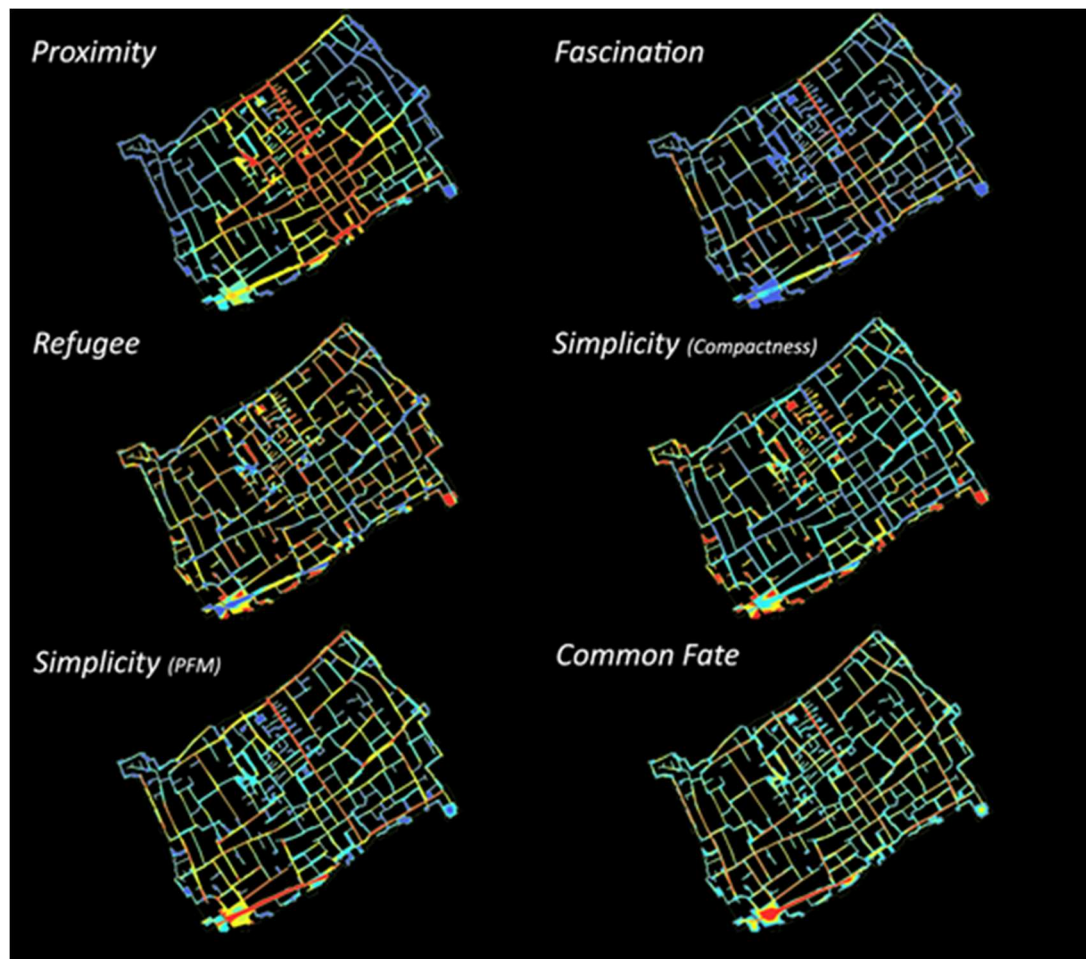 Proximity
Fascination
Refugee
Simplicity (Compactness)
Simplicity (PFM)
Common Fate